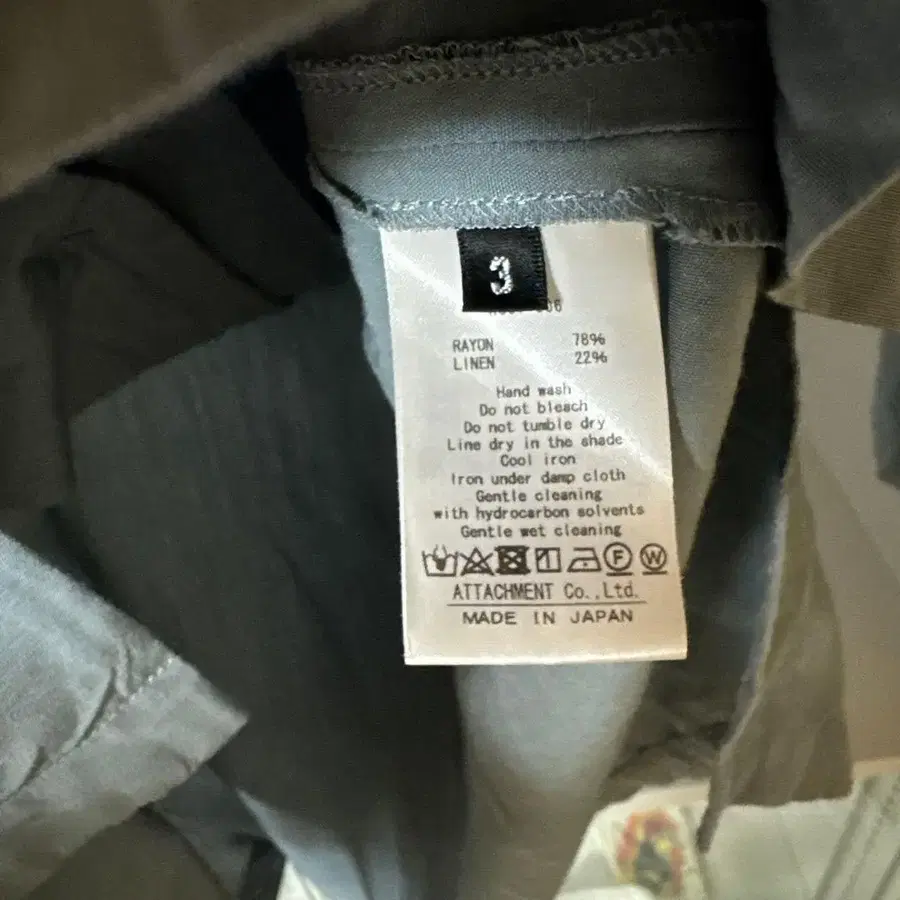 3
RAYON 78%
LINEN 22%
Hand wash
Do not bleach
Do not tumble dry
Line dry in the shade
Cool iron
Iron under damp cloth
Gentle cleaning
with hydrocarbon solvents
Gentle wet cleaning
F W
ATTACHMENT Co.,Ltd.
MADE IN JAPAN